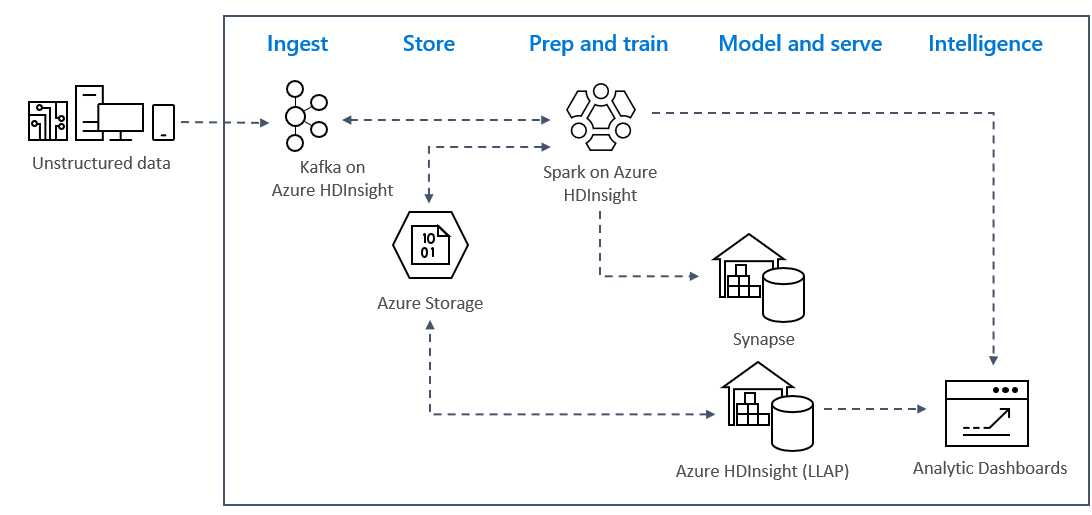 Ingest
Store
Prep and train
Model and serve
Intelligence
Unstructured data
Kafka on
Azure HDInsight
Spark on Azure
HDInsight
10
01
Azure Storage
Synapse
Azure HDInsight (LLAP)
Analytic Dashboards